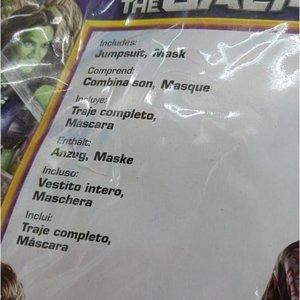 THE
Includes:
Jumpsuit, Mask
Comprend:
Combinaison, Masque
Incluye:
Traje completo,
Máscara
Enthält:
Anzug, Maske
Incluso:
Vestito intero,
Maschera
Inclui:
Traje completo,
Máscara